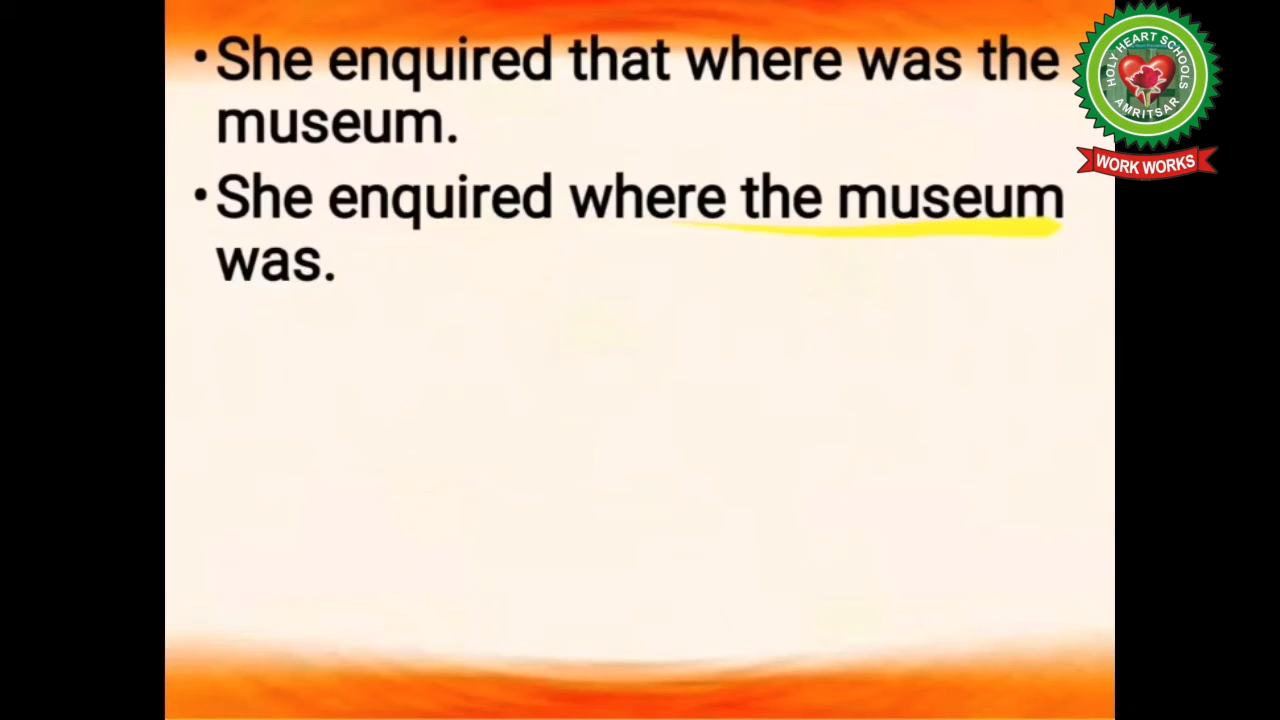 •She enquired that where was the
museum.
•She enquired where the museum
was.
HOLY HEART SCHOOLS
AMRITSAR
WORK WORKS